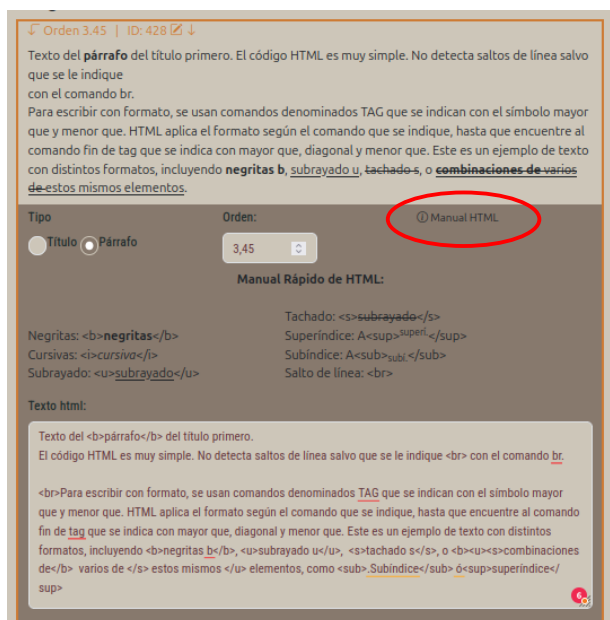 Orden 3.45 | ID: 428
Texto del párrafo del título primero. El código HTML es muy simple. No detecta saltos de línea salvo
que se le indique
con el comando br.
Para escribir con formato, se usan comandos denominados TAG que se indican con el símbolo mayor
que y menor que. HTML aplica el formato según el comando que se indique, hasta que encuentre al
comando fin de tag que se indica con mayor que, diagonal y menor que. Este es un ejemplo de texto
con distintos formatos, incluyendo negritas b, subrayado u, tachado s, o combinaciones de varios
de estos mismos elementos.
Tipo Orden: Manual HTML
Título Párrafo 3,45
Manual Rápido de HTML:
Tachado: <s>subrayado</s>
Negritas: <b>negritas</b> Superíndice: A<sup>superi.</sup>
Cursivas: <i>cursiva</i> Subíndice: A<sub>subi.</sub>
Subrayado: <u>subrayado</u> Salto de línea: <br>
Texto html:
Texto del <b>párrafo</b> del título primero.
El código HTML es muy simple. No detecta saltos de línea salvo que se le indique <br> con el comando br.
<br>Para escribir con formato, se usan comandos denominados TAG que se indican con el símbolo mayor
que y menor que. HTML aplica el formato según el comando que se indique, hasta que encuentre al comando
fin de tag que se indica con mayor que, diagonal y menor que. Este es un ejemplo de texto con distintos
formatos, incluyendo <b>negritas b</b>, <u>subrayado u</u>, <s>tachado s</s>, o <b><u><s>combinaciones
de</b> varios de </s> estos mismos </u> elementos, como <sub>.Subíndice</sub> ó<sup>superíndice</
sup>
6